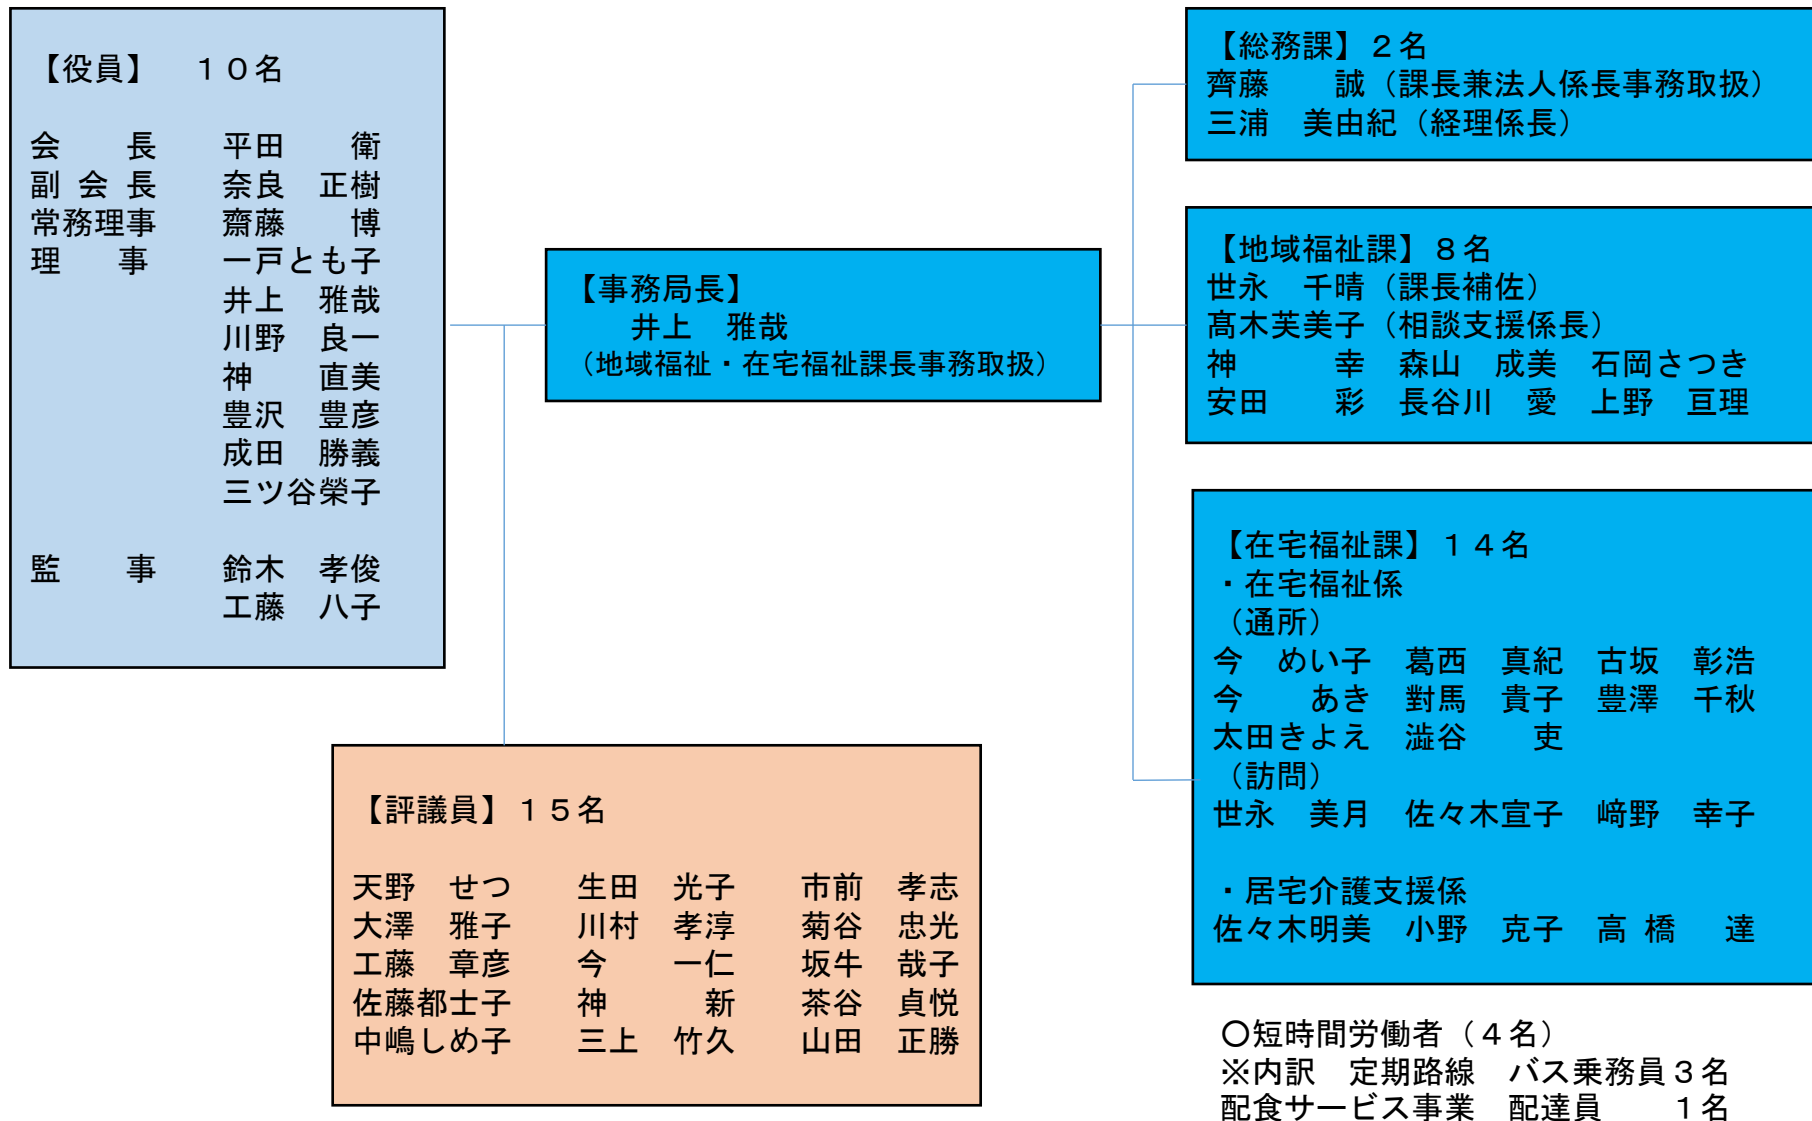 【役員】　１０名
会　　長　　平田　　衛
副 会 長　　奈良　正樹
常務理事　　齋藤　　博
理　　事　　一戸とも子
井上　雅哉
川野　良一
神　　直美
豊沢　豊彦
成田　勝義
三ツ谷榮子
監　　事　　鈴木　孝俊
工藤　八子
【事務局長】
井上　雅哉
（地域福祉・在宅福祉課長事務取扱）
【評議員】１５名
天野　せつ　　生田　光子　　市前　孝志
大澤　雅子　　川村　孝淳　　菊谷　忠光
工藤　章彦　　今　　一仁　　坂牛　哉子
佐藤都士子　　神　　　新　　茶谷　貞悦
中嶋しめ子　　三上　竹久　　山田　正勝
【総務課】２名
齊藤　　誠（課長兼法人係長事務取扱）
三浦　美由紀（経理係長）
【地域福祉課】８名
世永　千晴（課長補佐）
髙木芙美子（相談支援係長）
神　　　幸　森山　成美　石岡さつき
安田　　彩　長谷川　愛　上野　亘理
【在宅福祉課】１４名
・在宅福祉係
（通所）
今　めい子　葛西　真紀　古坂　彰浩
今　　あき　對馬　貴子　豊澤　千秋
太田きよえ　澁谷　　吏
（訪問）
世永　美月　佐々木宣子　﨑野　幸子
・居宅介護支援係
佐々木明美　小野　克子　高 橋　達
〇短時間労働者（４名）
※内訳　定期路線　バス乗務員３名
配食サービス事業　配達員　　１名